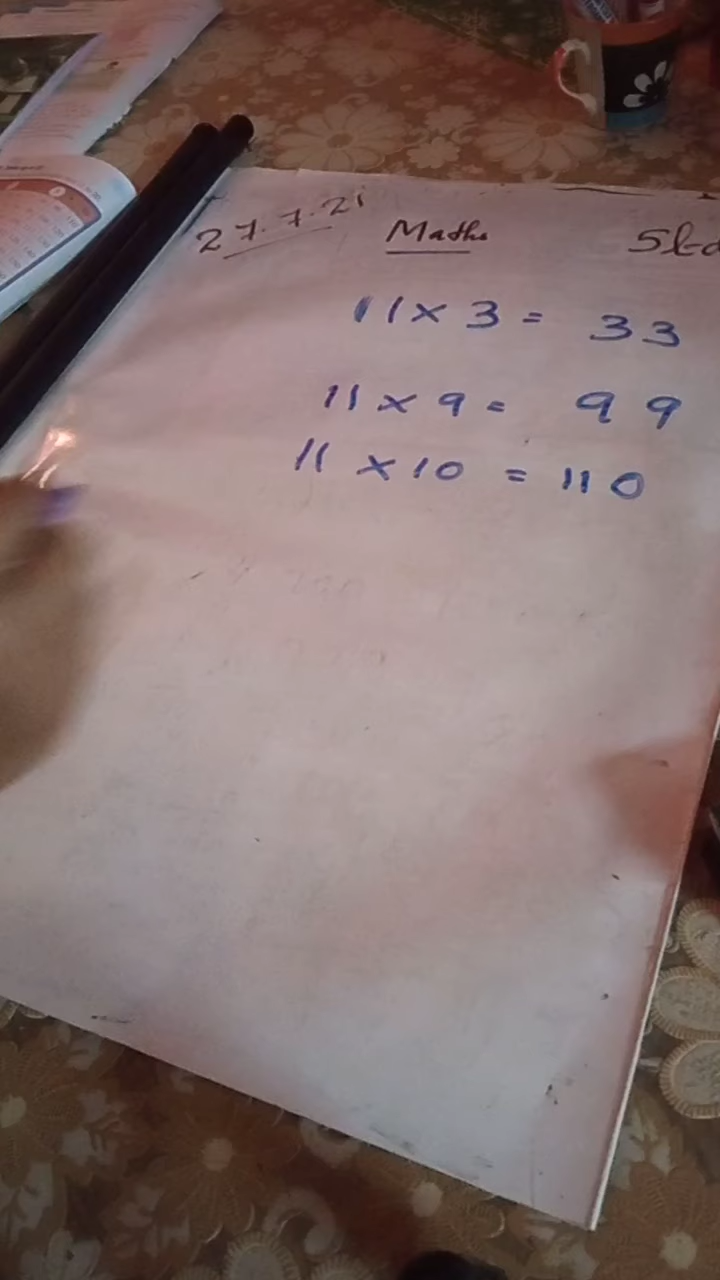 27.7.21 Maths
11 x 3 = 33
11 x 9 = 99
11 x 10 = 110